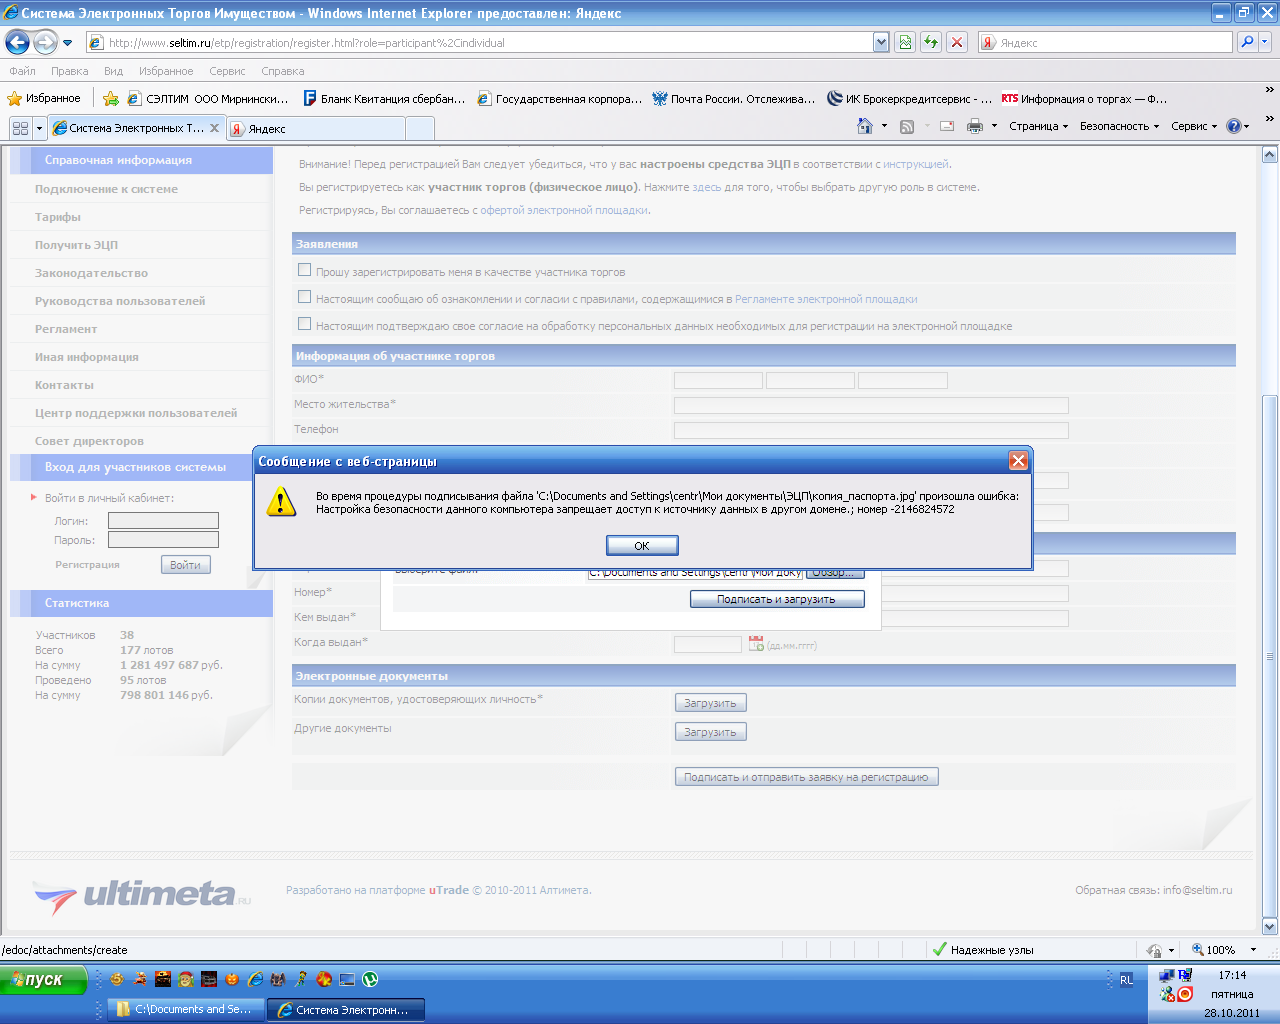 Система Электронных Торгов Имуществом - Windows Internet Explorer предоставлен: Яндекс
http://www.seltim.ru/etp/registration/register.html?role=participant%2Cindividual
Яндекс
Файл Правка Вид Избранное Сервис Справка
Избранное СЭЛТИМ ООО Мирнински... Бланк Квитанция сбербан... Государственная корпора... Почта России. Отслежива... ИК Брокеркредитсервис - ... RTS Информация о торгах — Ф...
Система Электронных Т... Яндекс Страница Безопасность Сервис
Справочная информация
Подключение к системе
Тарифы
Получить ЭЦП
Законодательство
Руководства пользователей
Регламент
Иная информация
Контакты
Центр поддержки пользователей
Совет директоров
Вход для участников системы
Войти в личный кабинет:
Логин:
Пароль:
Регистрация Войти
Статистика
Участников 38
Всего 177 лотов
На сумму 1 281 497 687 руб.
Проведено 95 лотов
На сумму 798 801 146 руб.
Внимание! Перед регистрацией Вам следует убедиться, что у вас настроены средства ЭЦП в соответствии с инструкцией.
Вы регистрируетесь как участник торгов (физическое лицо). Нажмите здесь для того, чтобы выбрать другую роль в системе.
Регистрируясь, Вы соглашаетесь с офертой электронной площадки.
Заявления
Прошу зарегистрировать меня в качестве участника торгов
Настоящим сообщаю об ознакомлении и согласии с правилами, содержащимися в Регламенте электронной площадки
Настоящим подтверждаю свое согласие на обработку персональных данных необходимых для регистрации на электронной площадке
Информация об участнике торгов
ФИО*
Место жительства*
Телефон
Сообщение с веб-страницы
Во время процедуры подписывания файла 'C:\Documents and Settings\centr\Мои документы\ЭЦП\копия_паспорта.jpg' произошла ошибка:
Настройка безопасности данного компьютера запрещает доступ к источнику данных в другом домене.; номер -2146824572
OK
Выберите файл C:\Documents and Settings\centr\Мои доку Обзор...
Подписать и загрузить
Номер*
Кем выдан*
Когда выдан* (дд.мм.гггг)
Электронные документы
Копии документов, удостоверяющих личность* Загрузить
Другие документы Загрузить
Подписать и отправить заявку на регистрацию
ultimeta.RU
Разработано на платформе uTrade © 2010-2011 Алтимета.
Обратная связь: info@seltim.ru
/edoc/attachments/create Надежные узлы 100%
пуск RL 17:14
пятница
C:\Documents and Se... Система Электронн... 28.10.2011